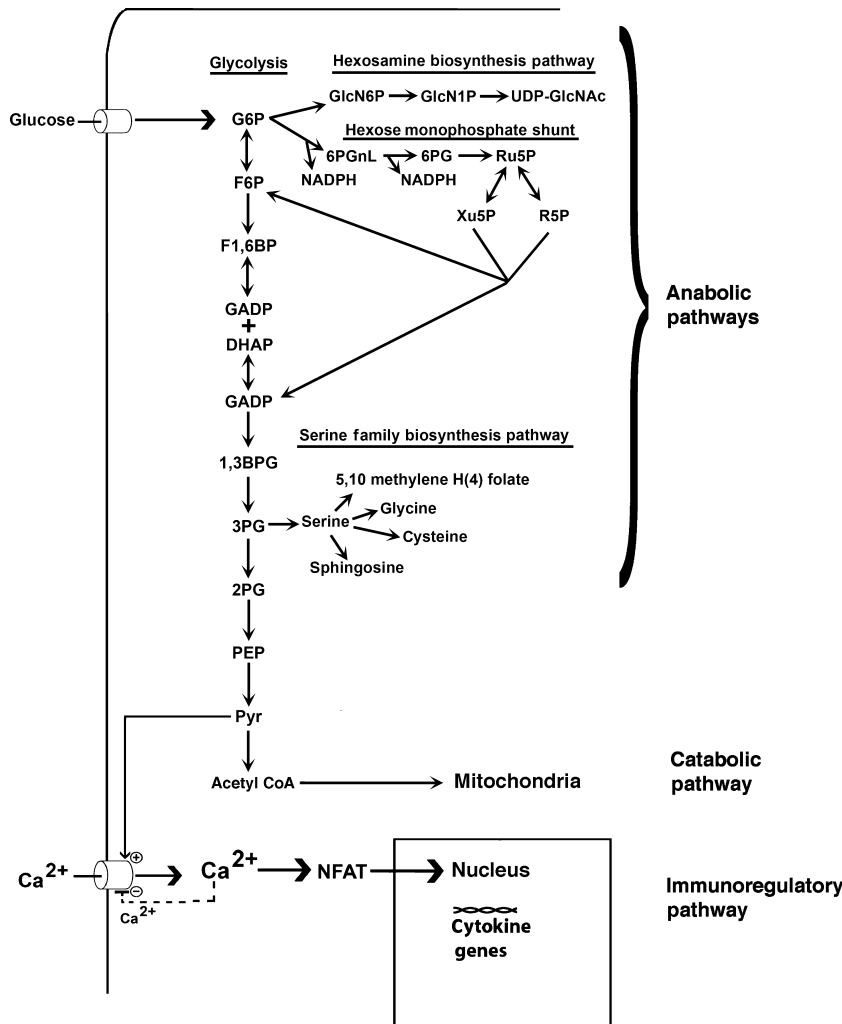 Glycolysis
Hexosamine biosynthesis pathway
GlcN6P GlcN1P UDP-GlcNAc
Glucose
G6P
Hexose monophosphate shunt
6PGnL 6PG Ru5P
NADPH NADPH
F6P
Xu5P R5P
F1,6BP
GADP
+
DHAP
Anabolic
pathways
GADP
Serine family biosynthesis pathway
1,3BPG
5,10 methylene H(4) folate
Glycine
3PG Serine
Cysteine
Sphingosine
2PG
PEP
Pyr
Acetyl CoA Mitochondria
Catabolic
pathway
Ca2+ + Ca2+ NFAT Nucleus
−
Ca2+
Immunoregulatory
pathway
Cytokine
genes